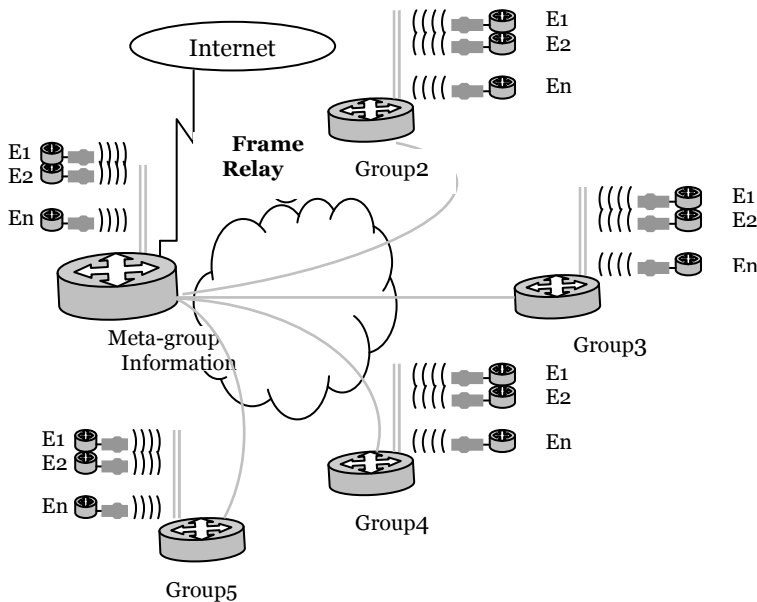 Internet
E1
E2
En
Frame
Relay
Group2
E1
E2
En
E1
E2
En
Meta-group
Information
Group3
E1
E2
En
E1
E2
En
Group4
Group5